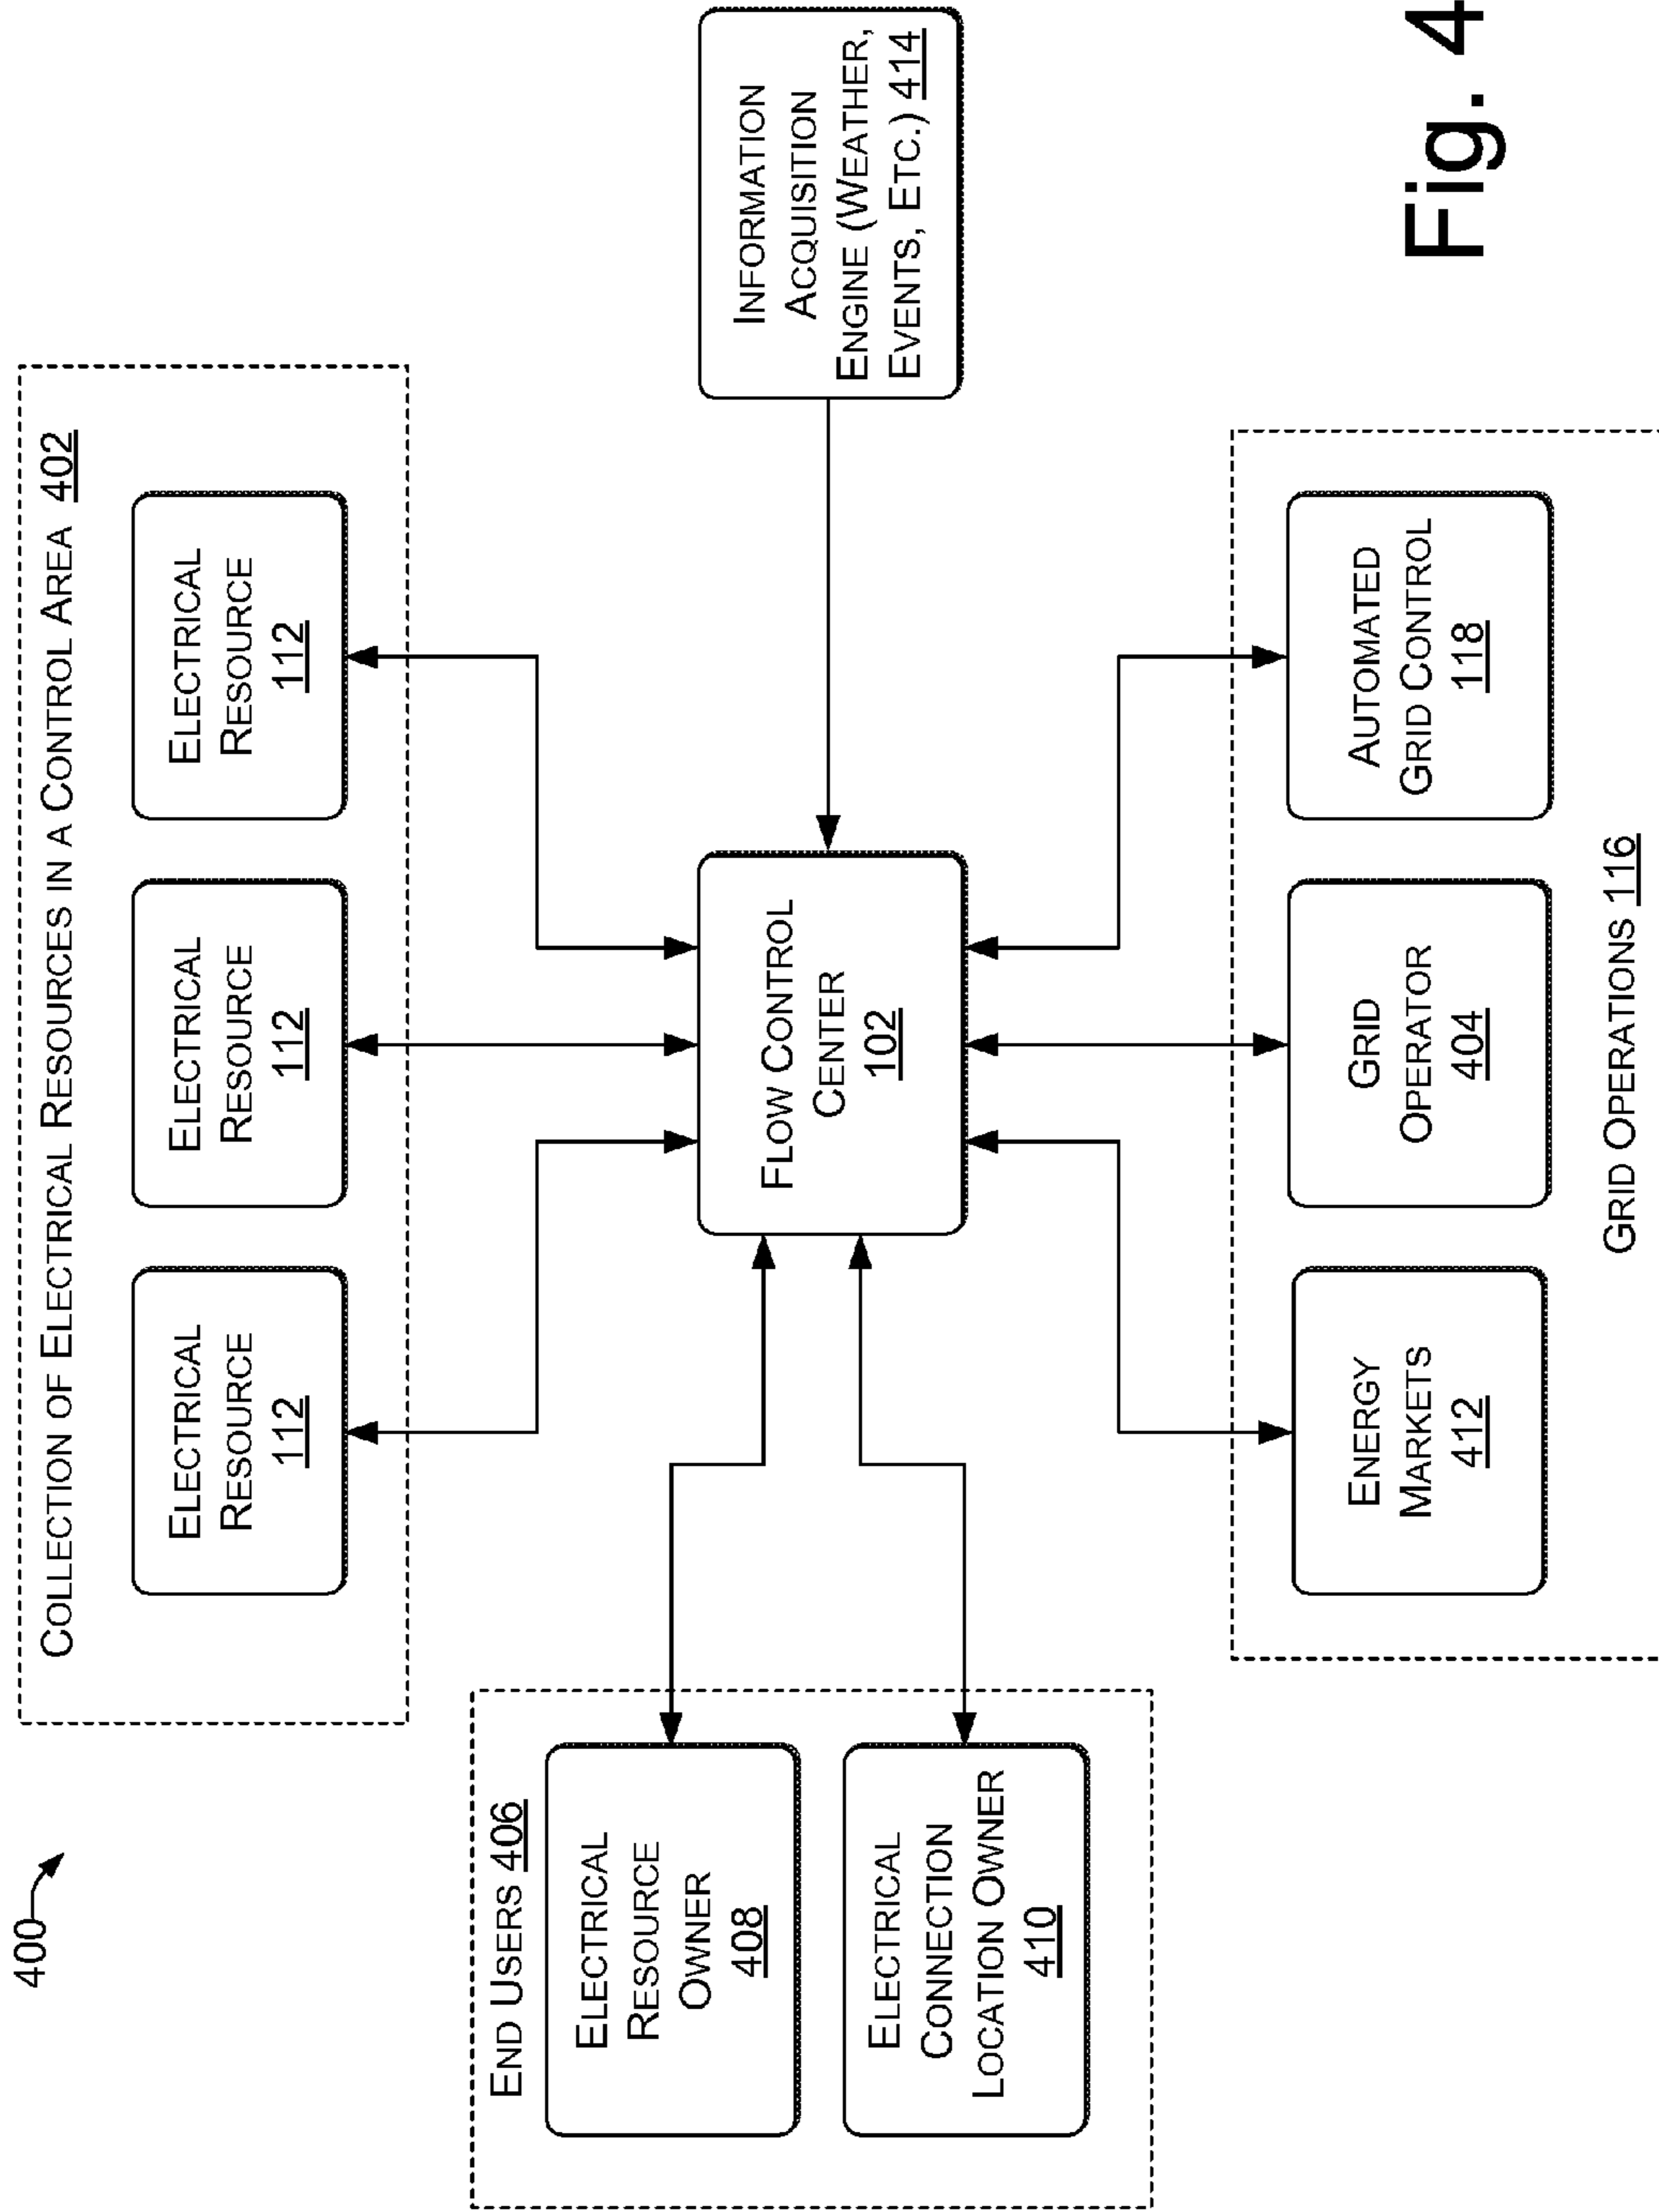 400
COLLECTION OF ELECTRICAL RESOURCES IN A CONTROL AREA 402
ELECTRICAL
RESOURCE
112
ELECTRICAL
RESOURCE
112
ELECTRICAL
RESOURCE
112
END USERS 406
ELECTRICAL
RESOURCE
OWNER
408
ELECTRICAL
CONNECTION
LOCATION OWNER
410
FLOW CONTROL
CENTER
102
INFORMATION
ACQUISITION
ENGINE (WEATHER,
EVENTS, ETC.) 414
ENERGY
MARKETS
412
GRID
OPERATOR
404
AUTOMATED
GRID CONTROL
118
GRID OPERATIONS 116
Fig. 4